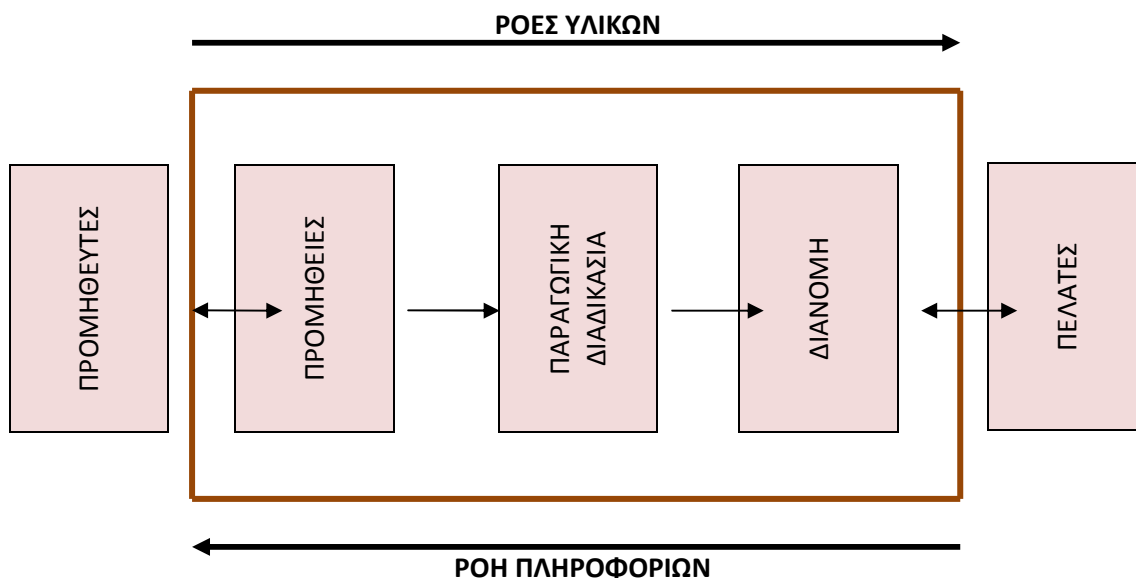 ΡΟΕΣ ΥΛΙΚΩΝ
ΠΡΟΜΗΘΕΥΤΕΣ
ΠΡΟΜΗΘΕΙΕΣ
ΠΑΡΑΓΩΓΙΚΗ
ΔΙΑΔΙΚΑΣΙΑ
ΔΙΑΝΟΜΗ
ΠΕΛΑΤΕΣ
ΡΟΗ ΠΛΗΡΟΦΟΡΙΩΝ